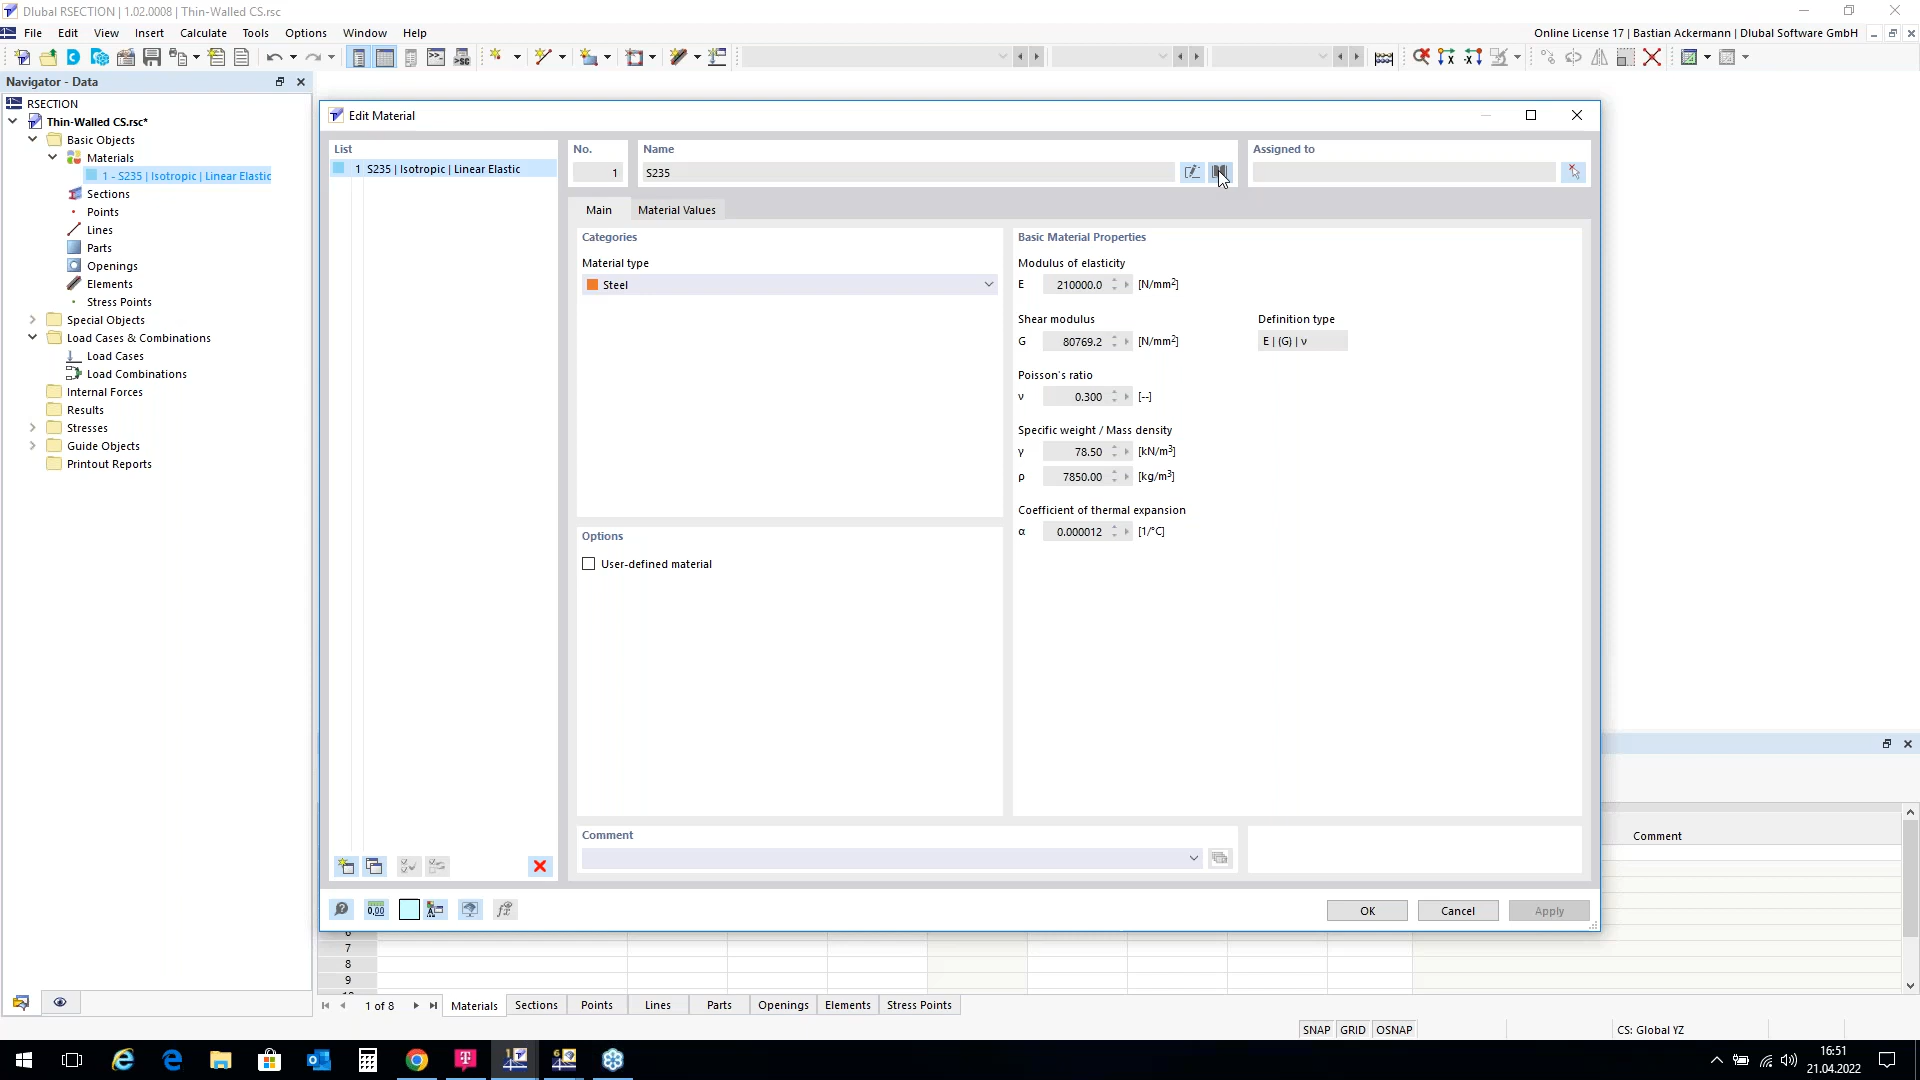 Dlubal RSECTION | 1.02.0008 | Thin-Walled CS.rsc
File Edit View Insert Calculate Tools Options Window Help
Online License 17 | Bastian Ackermann | Dlubal Software GmbH
Navigator - Data
RSECTION
Thin-Walled CS.rsc*
Basic Objects
Materials
1 - S235 | Isotropic | Linear Elastic
Sections
Points
Lines
Parts
Openings
Elements
Stress Points
Special Objects
Load Cases & Combinations
Load Cases
Load Combinations
Internal Forces
Results
Stresses
Guide Objects
Printout Reports
Edit Material
List
1 S235 | Isotropic | Linear Elastic
No.
1
Name
S235
Assigned to
Main
Material Values
Categories
Material type
Steel
Options
User-defined material
Basic Material Properties
Modulus of elasticity
E 210000.0 [N/mm2]
Shear modulus
Definition type
G 80769.2 [N/mm2]
E | (G) | ν
Poisson's ratio
ν 0.300 [--]
Specific weight / Mass density
γ 78.50 [kN/m3]
ρ 7850.00 [kg/m3]
Coefficient of thermal expansion
α 0.000012 [1/°C]
Comment
OK
Cancel
Apply
Comment
7
8
9
1 of 8
Materials
Sections
Points
Lines
Parts
Openings
Elements
Stress Points
SNAP GRID OSNAP
CS: Global YZ
16:51
21.04.2022